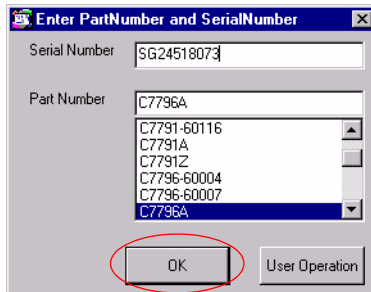 Enter PartNumber and SerialNumber
Serial Number SG24518073
Part Number C7796A
C7791-60116
C7791A
C7791Z
C7796-60004
C7796-60007
C7796A
OK User Operation